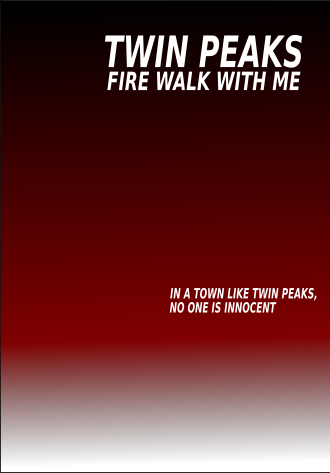 TWIN PEAKS
FIRE WALK WITH ME
IN A TOWN LIKE TWIN PEAKS,
NO ONE IS INNOCENT